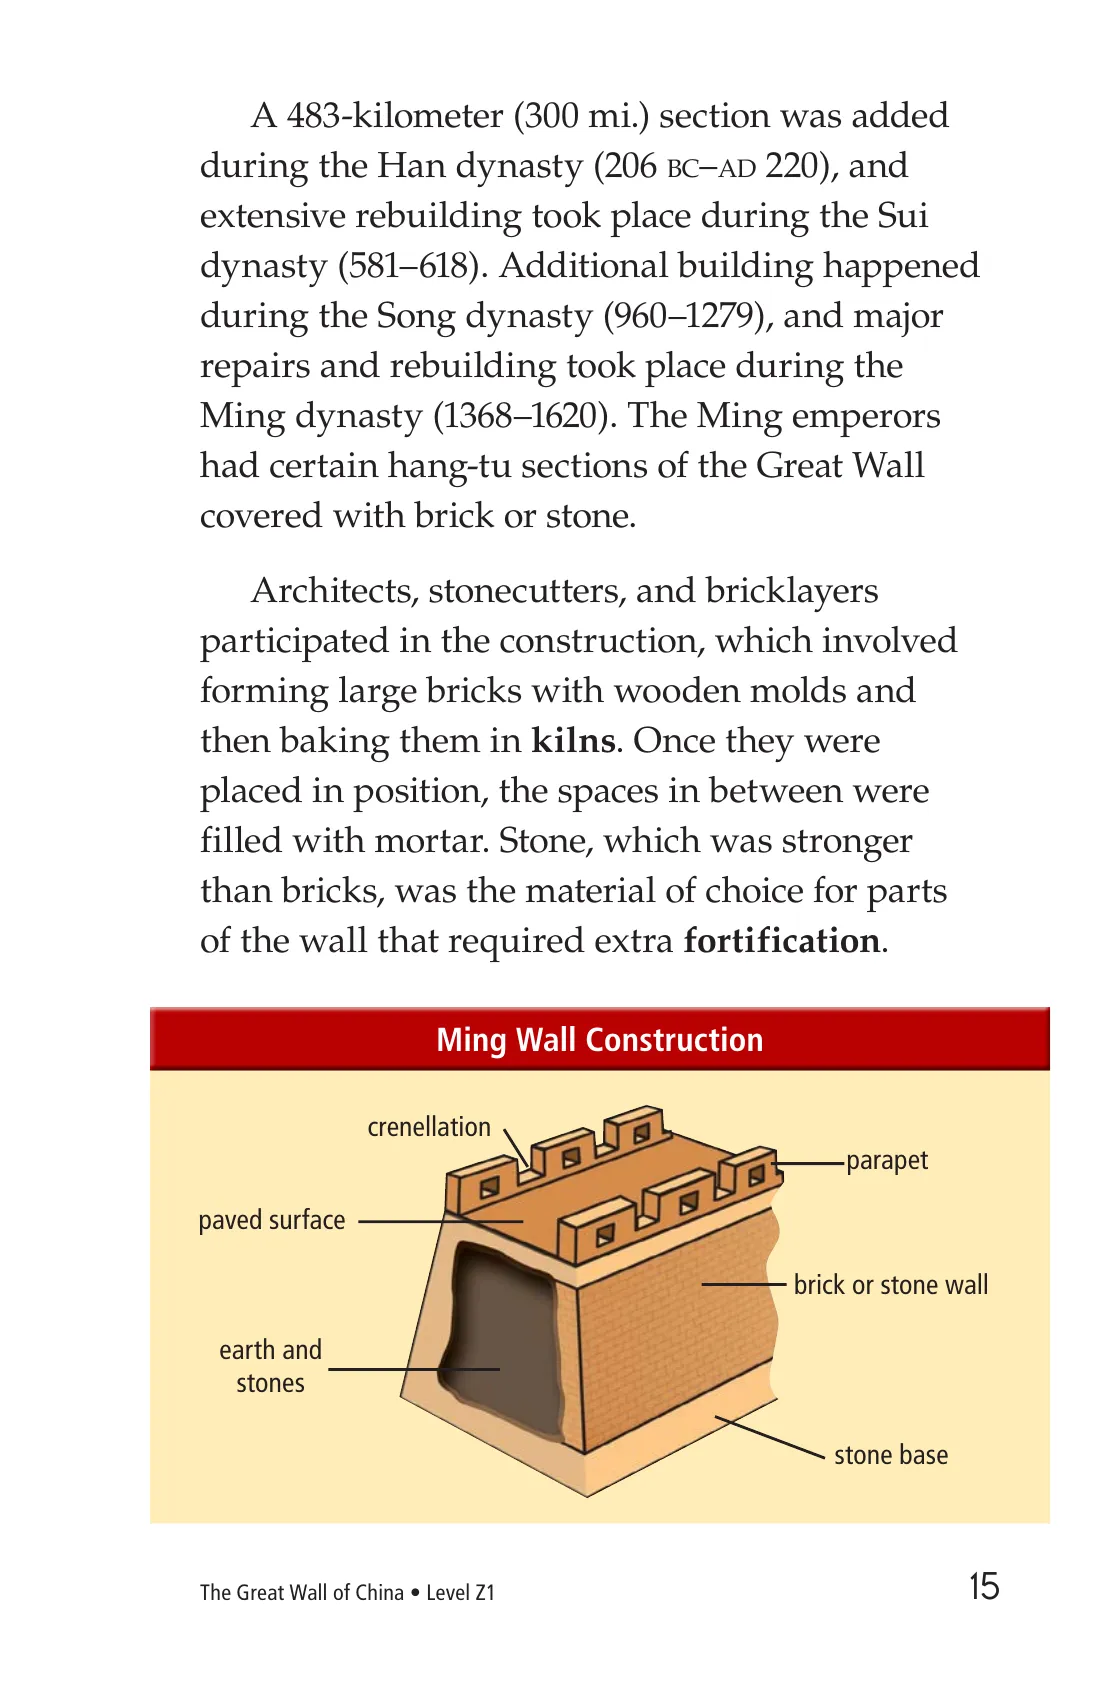 A 483-kilometer (300 mi.) section was added
during the Han dynasty (206 BC–AD 220), and
extensive rebuilding took place during the Sui
dynasty (581–618). Additional building happened
during the Song dynasty (960–1279), and major
repairs and rebuilding took place during the
Ming dynasty (1368–1620). The Ming emperors
had certain hang-tu sections of the Great Wall
covered with brick or stone.
Architects, stonecutters, and bricklayers
participated in the construction, which involved
forming large bricks with wooden molds and
then baking them in kilns. Once they were
placed in position, the spaces in between were
filled with mortar. Stone, which was stronger
than bricks, was the material of choice for parts
of the wall that required extra fortification.
Ming Wall Construction
crenellation
parapet
paved surface
brick or stone wall
earth and
stones
stone base
The Great Wall of China • Level Z1
15